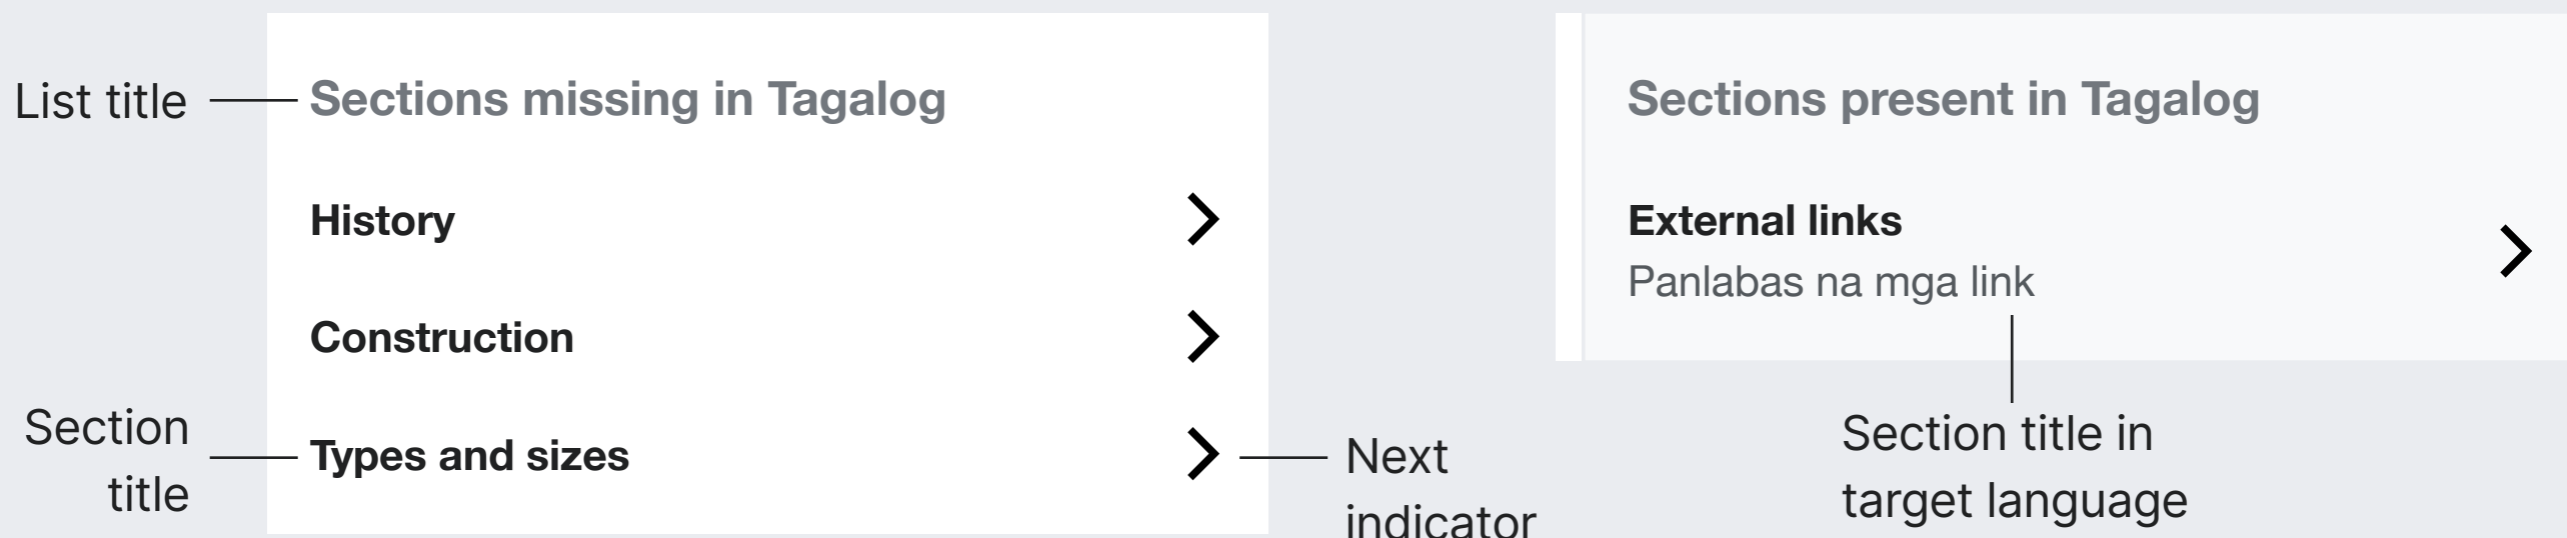 List title
Sections missing in Tagalog
History
Construction
Section
title
Types and sizes
Next
indicator
Sections present in Tagalog
External links
Panlabas na mga link
Section title in
target language